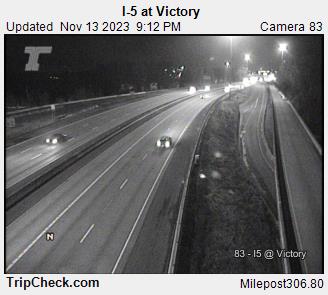 I-5 at Victory
Updated Nov 13 2023 9:12 PM Camera 83
T
N
83 - I5 @ Victory
TripCheck.com Milepost306.80